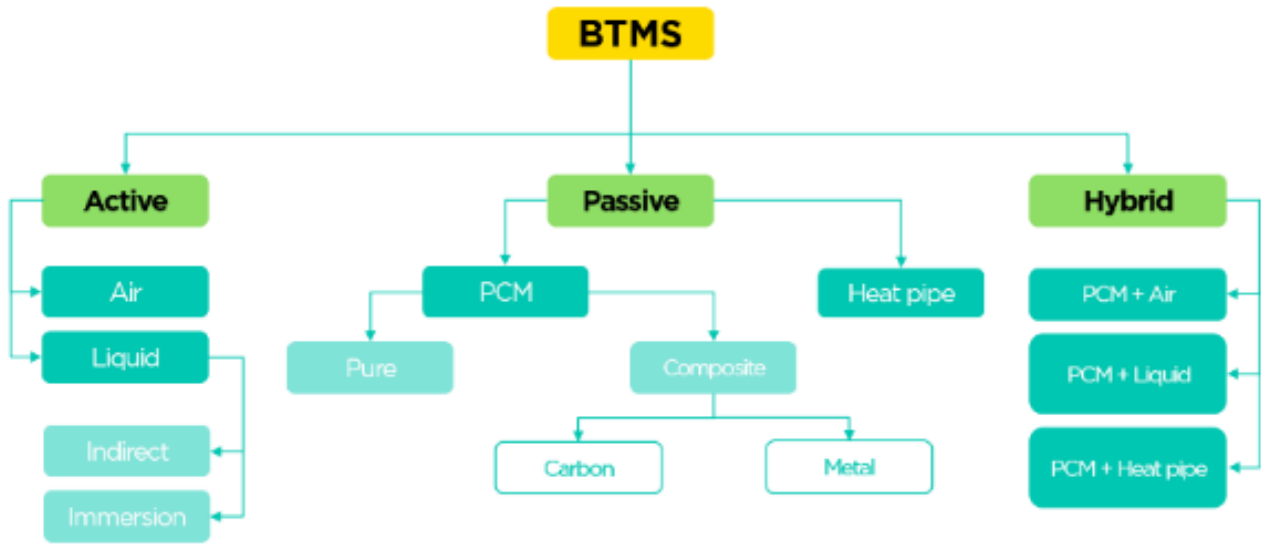 BTMS
Active
Passive
Hybrid
Air
PCM
Heat pipe
PCM + Air
Liquid
Pure
Composite
PCM + Liquid
Indirect
Carbon
Metal
PCM + Heat pipe
Immersion